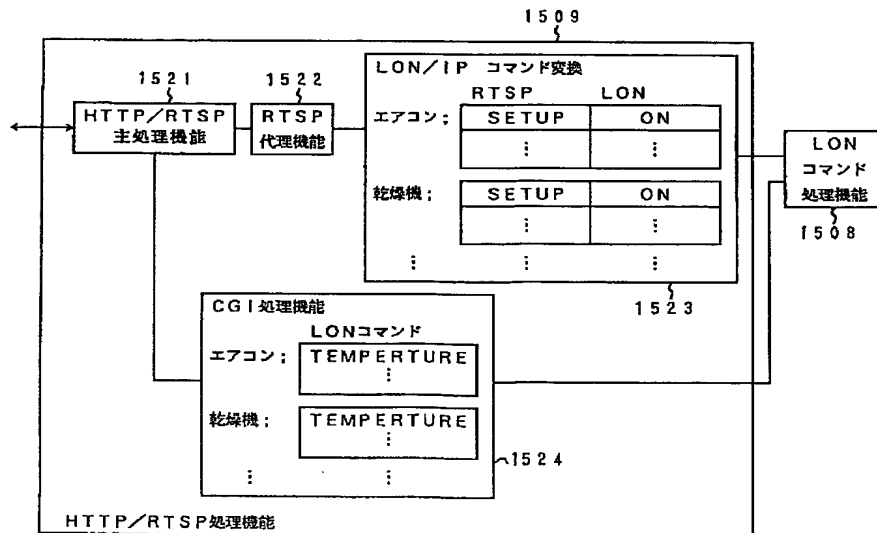 1509
1521
1522
HTTP/RTSP
主処理機能
RTSP
代理機能
LON/IP コマンド変換
RTSP LON
エアコン; SETUP ON
⋮ ⋮
乾燥機; SETUP ON
⋮ ⋮
⋮ ⋮ ⋮
1523
LON
コマンド
処理機能
1508
CGI処理機能
LONコマンド
エアコン; TEMPERTURE
⋮
乾燥機; TEMPERTURE
⋮
⋮ ⋮
1524
HTTP/RTSP処理機能